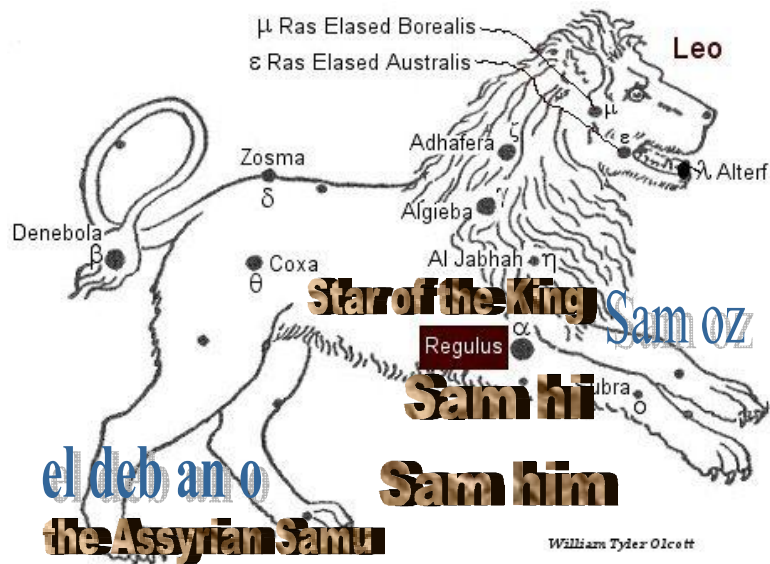 μ Ras Elased Borealis
Leo
ε Ras Elased Australis
μ
ζ
Adhafera
ε
Zosma
λ Alterf
δ
γ
Algieba
Denebola
β
Coxa
θ
Al Jabhah η
Star of the King
Sam oz
α
Regulus
Sam hi
ubra
ο
el deb an o
Sam him
the Assyrian Samu
William Tyler Olcott